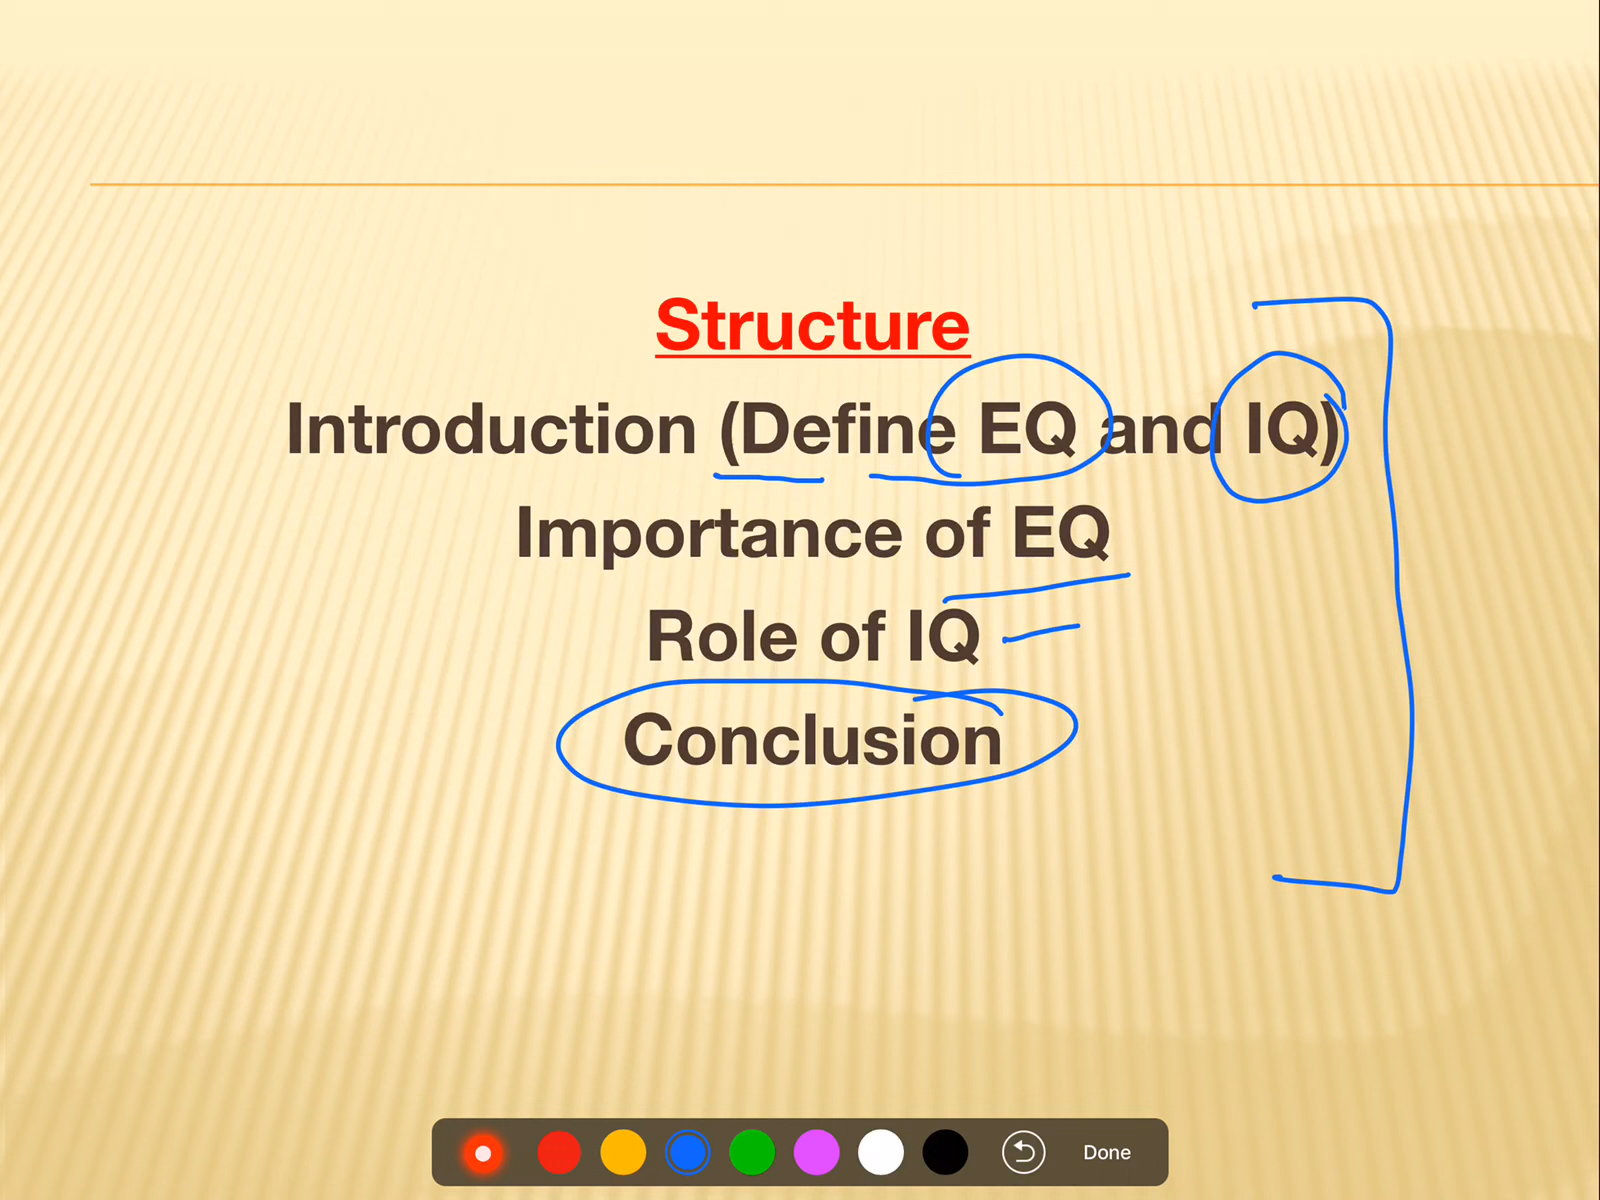 Structure
Introduction (Define EQ and IQ)
Importance of EQ
Role of IQ
Conclusion
Done